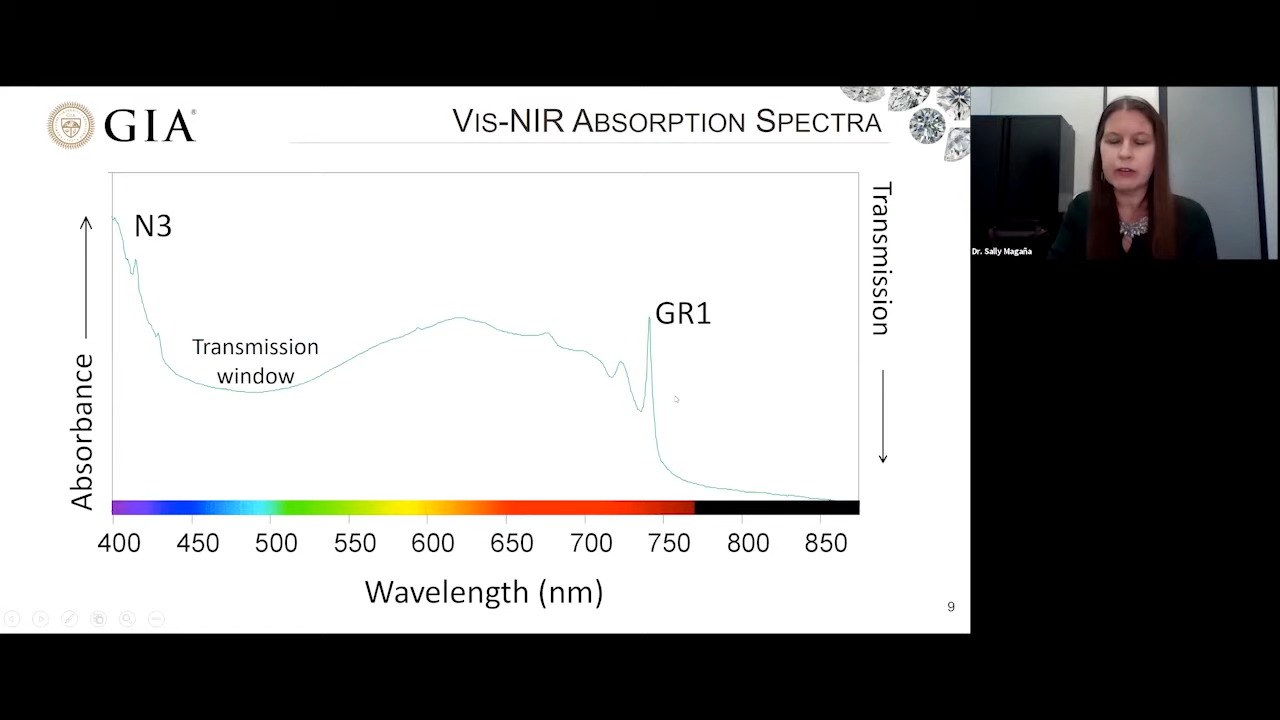 GIA®
VIS-NIR ABSORPTION SPECTRA
N3
GR1
Transmission
window
Absorbance
Transmission
400 450 500 550 600 650 700 750 800 850
Wavelength (nm)
9
Dr. Sally Magaña